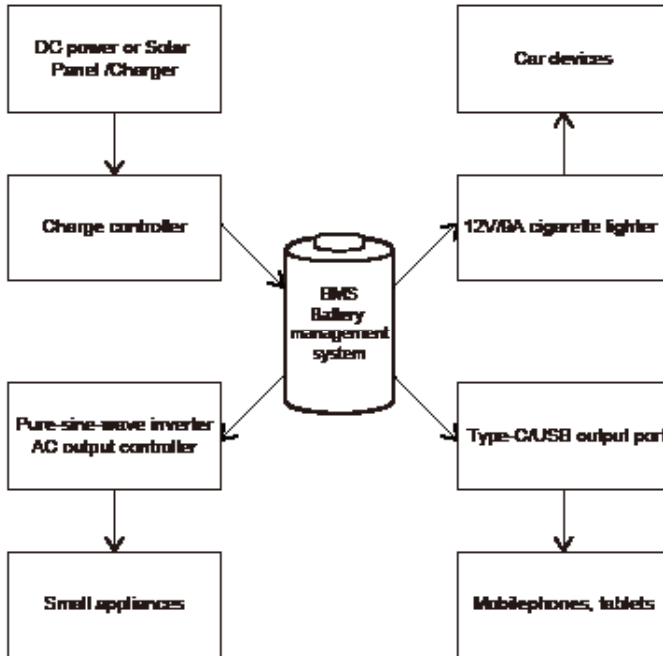 DC power or Solar
Panel /Charger
Car devices
Charge controller
12V/8A cigarette lighter
BMS
Battery
management
system
Pure-sine-wave inverter
AC output controller
Type-C/USB output port
Small appliances
Mobilephones, tablets